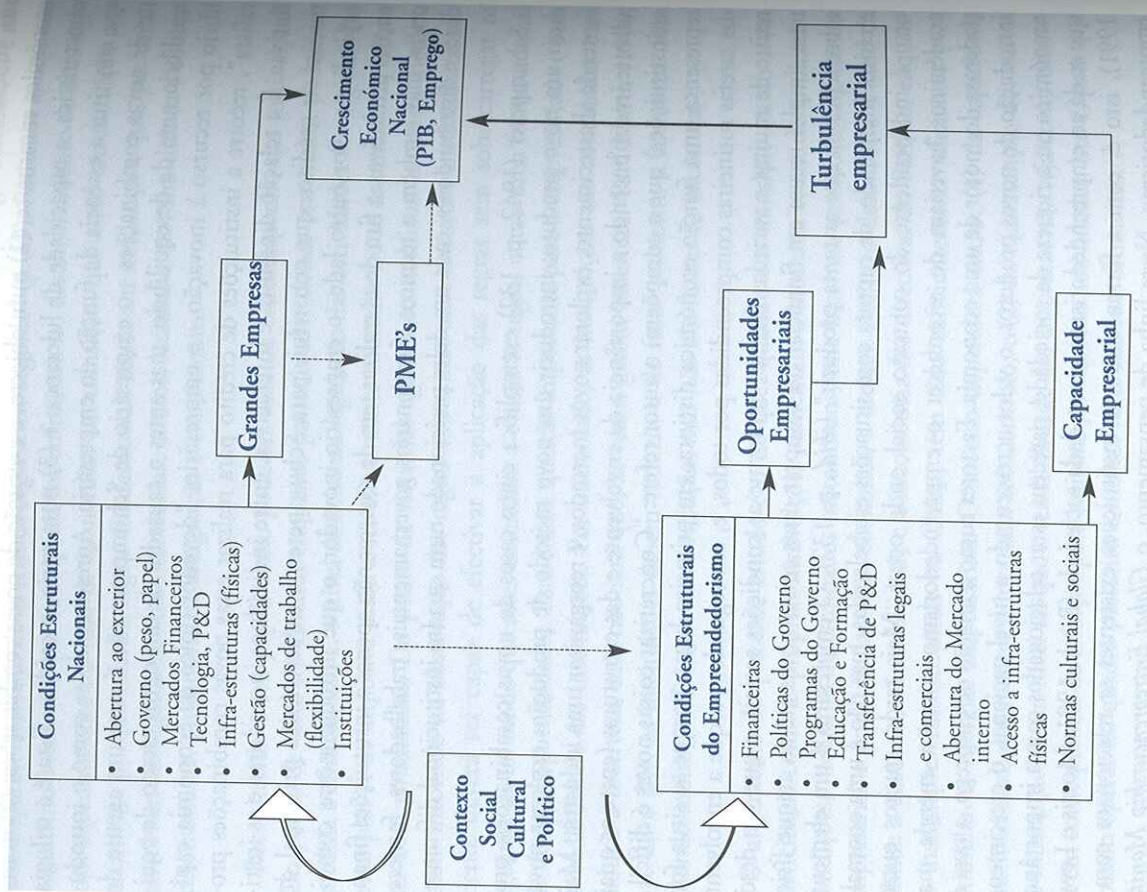 Condições Estruturais
Nacionais
• Abertura ao exterior
• Governo (peso, papel)
• Mercados Financeiros
• Tecnologia, P&D
• Infra-estruturas (físicas)
• Gestão (capacidades)
• Mercados de trabalho
(flexibilidade)
• Instituições
Grandes Empresas
PME's
Crescimento
Económico
Nacional
(PIB, Emprego)
Contexto
Social
Cultural
e Político
Condições Estruturais
do Empreendedorismo
• Financeiras
• Políticas do Governo
• Programas do Governo
• Educação e Formação
• Transferência de P&D
• Infra-estruturas legais
e comerciais
• Abertura do Mercado
interno
• Acesso a infra-estruturas
físicas
• Normas culturais e sociais
Oportunidades
Empresariais
Capacidade
Empresarial
Turbulência
empresarial